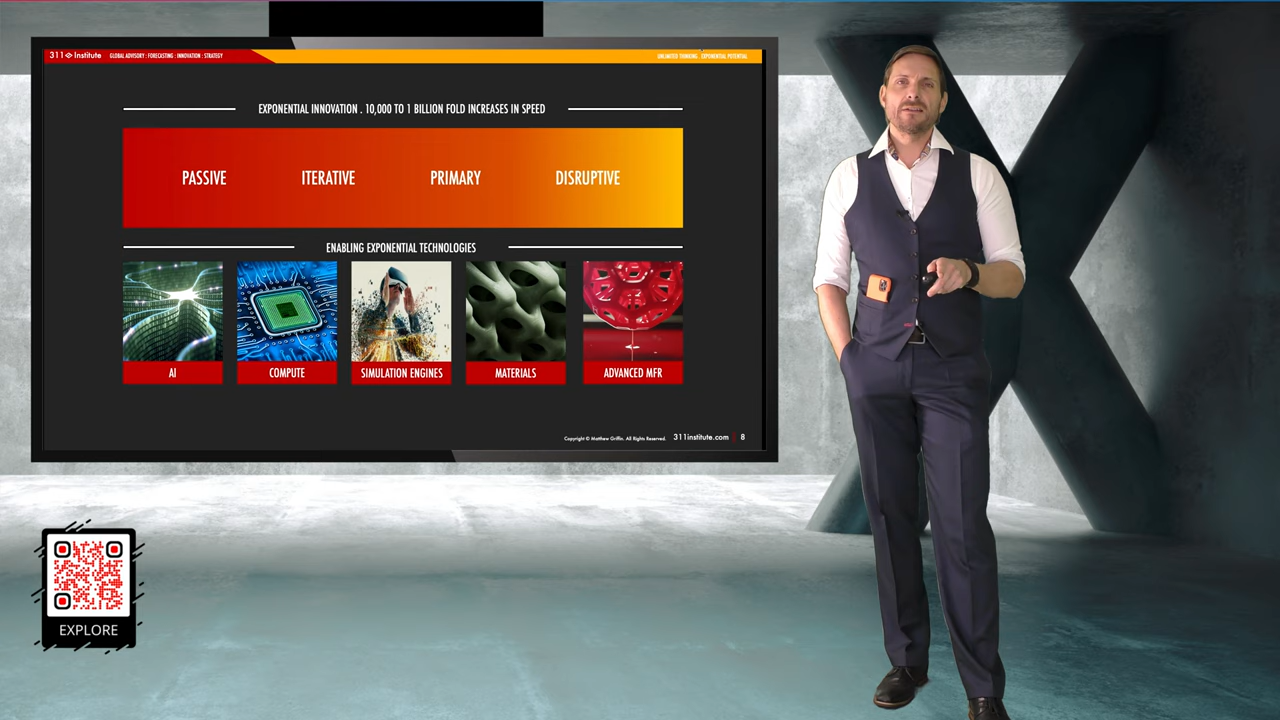 311 Institute GLOBAL ADVISORY : FORECASTING : INNOVATION : STRATEGY
UNLIMITED THINKING . EXPONENTIAL POTENTIAL
EXPONENTIAL INNOVATION . 10,000 TO 1 BILLION FOLD INCREASES IN SPEED
PASSIVE ITERATIVE PRIMARY DISRUPTIVE
ENABLING EXPONENTIAL TECHNOLOGIES
AI COMPUTE SIMULATION ENGINES MATERIALS ADVANCED MFR
Copyright © Matthew Griffin. All Rights Reserved. 311institute.com | 8
EXPLORE